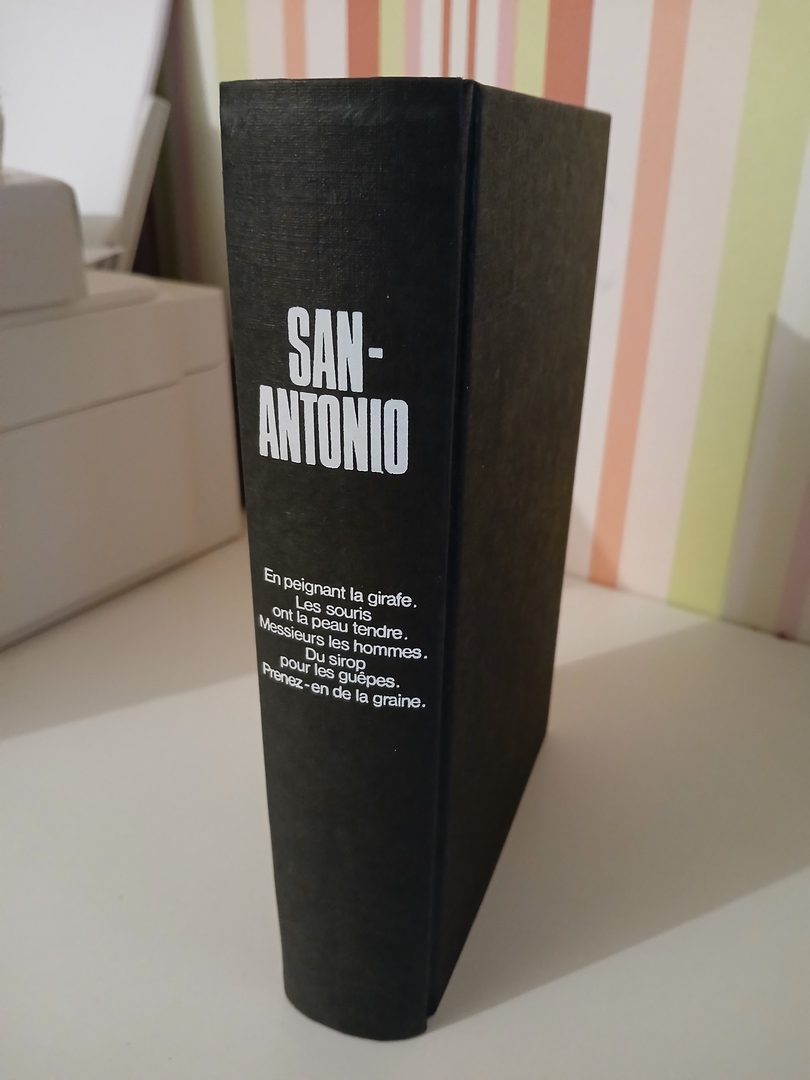 SAN-
ANTONIO
En peignant la girafe.
Les souris
ont la peau tendre.
Messieurs les hommes.
Du sirop
pour les guêpes.
Prenez-en de la graine.